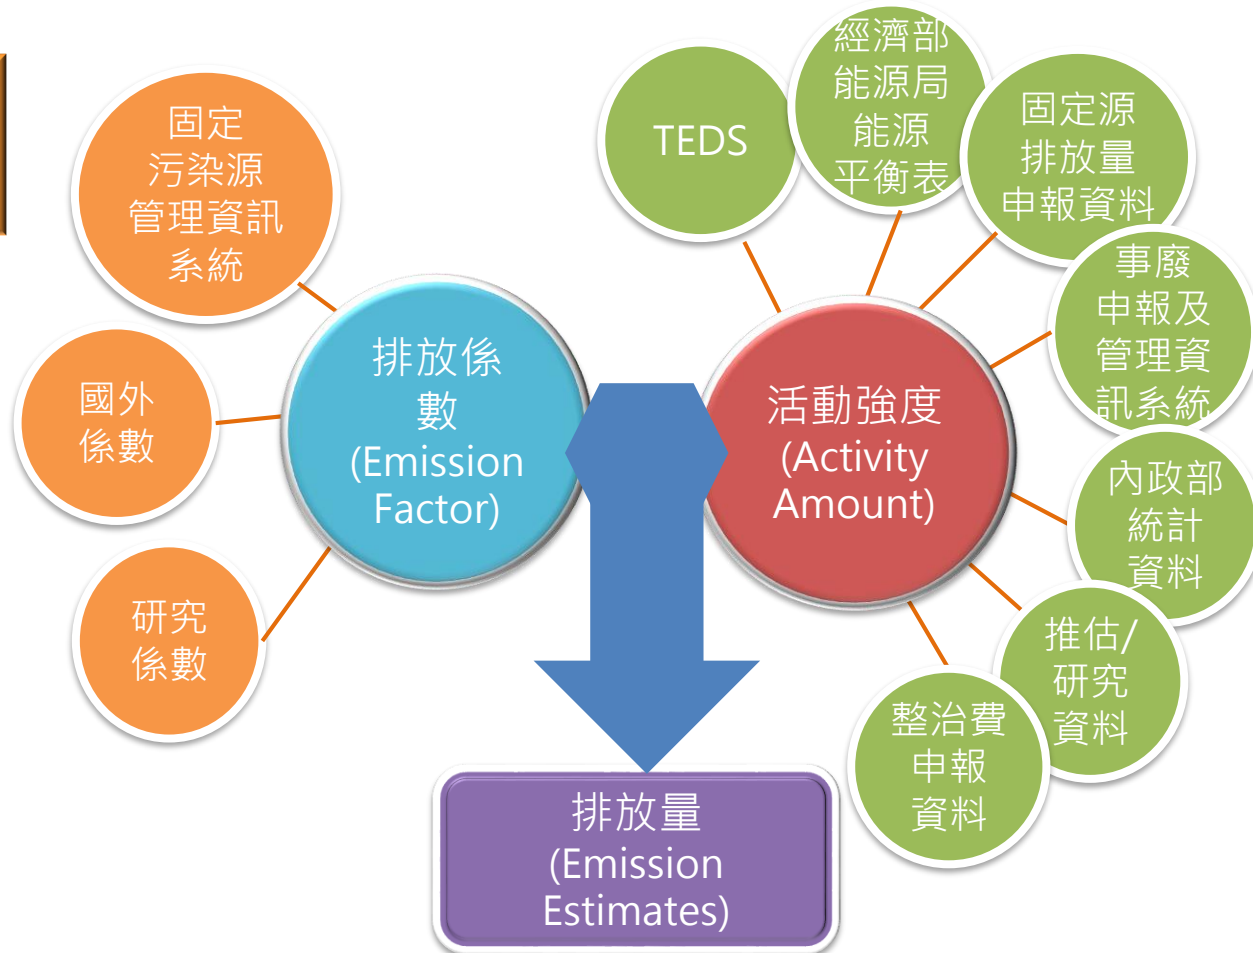 固定
污染源
管理資訊
系統
國外
係數
研究
係數
排放係
數
(Emission
Factor)
TEDS
經濟部
能源局
能源
平衡表
固定源
排放量
申報資料
事廢
申報及
管理資
訊系統
內政部
統計
資料
推估/
研究
資料
整治費
申報
資料
活動強度
(Activity
Amount)
排放量
(Emission
Estimates)